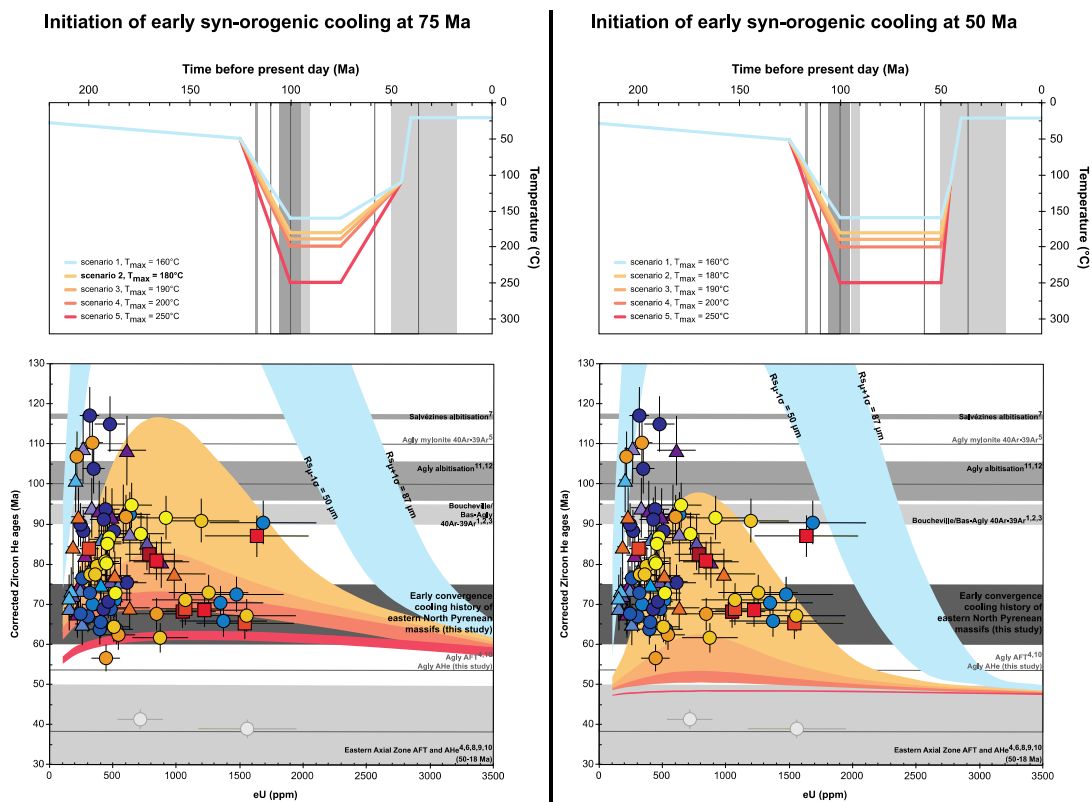 Initiation of early syn-orogenic cooling at 75 Ma
Time before present day (Ma)
200 150 100 50 0
0
50
100
150
200
250
300
Temperature (°C)
scenario 1, Tmax = 160°C
scenario 2, Tmax = 180°C
scenario 3, Tmax = 190°C
scenario 4, Tmax = 200°C
scenario 5, Tmax = 250°C
130
120
110
100
90
80
70
60
50
40
30
Corrected Zircon He ages (Ma)
Rsμ-1σ = 50 μm
Rsμ+1σ = 87 μm
Salvézines albitisation7
Agly mylonite 40Ar-39Ar5
Agly albitisation11,12
Boucheville/
Bas-Agly
40Ar-39Ar1,2,3
Early convergence
cooling history of
eastern North Pyrenean
massifs (this study)
Agly AFT4,10
Agly AHe (this study)
Eastern Axial Zone AFT and AHe4,6,8,9,10
(50-18 Ma)
0 500 1000 1500 2000 2500 3000 3500
eU (ppm)
Initiation of early syn-orogenic cooling at 50 Ma
Time before present day (Ma)
200 150 100 50 0
0
50
100
150
200
250
300
Temperature (°C)
scenario 1, Tmax = 160°C
scenario 2, Tmax = 180°C
scenario 3, Tmax = 190°C
scenario 4, Tmax = 200°C
scenario 5, Tmax = 250°C
130
120
110
100
90
80
70
60
50
40
30
Corrected Zircon He ages (Ma)
Rsμ-1σ = 50 μm
Rsμ+1σ = 87 μm
Salvézines albitisation7
Agly mylonite 40Ar-39Ar5
Agly albitisation11,12
Boucheville/Bas-Agly 40Ar-39Ar1,2,3
Early convergence
cooling history of
eastern North Pyrenean
massifs (this study)
Agly AFT4,10
Agly AHe (this study)
Eastern Axial Zone AFT and AHe4,6,8,9,10
(50-18 Ma)
0 500 1000 1500 2000 2500 3000 3500
eU (ppm)